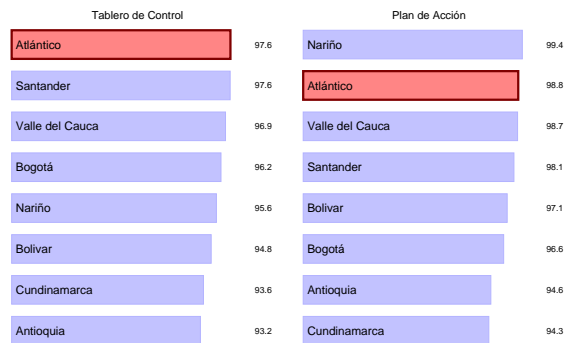 Tablero de Control
Atlántico 97.6
Santander 97.6
Valle del Cauca 96.9
Bogotá 96.2
Nariño 95.6
Bolivar 94.8
Cundinamarca 93.6
Antioquia 93.2
Plan de Acción
Nariño 99.4
Atlántico 98.8
Valle del Cauca 98.7
Santander 98.1
Bolivar 97.1
Bogotá 96.6
Antioquia 94.6
Cundinamarca 94.3